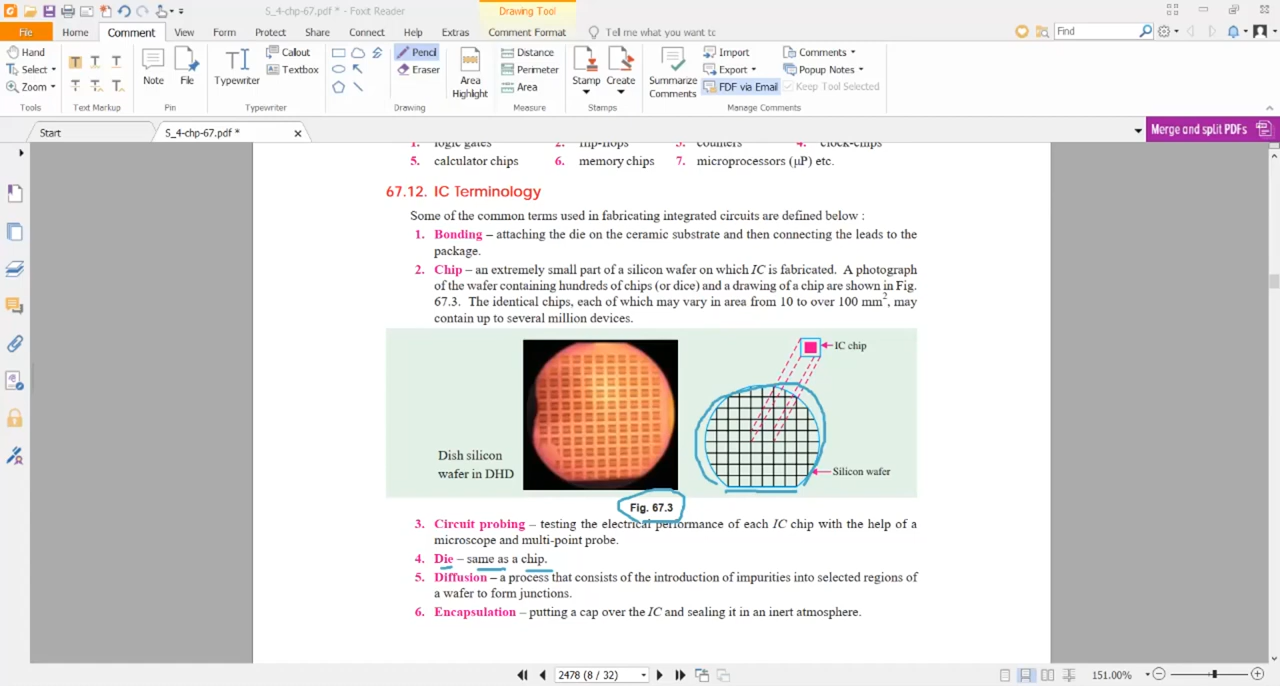 S_4-chp-67.pdf * - Foxit Reader
Drawing Tool
File
Home
Comment
View
Form
Protect
Share
Connect
Help
Extras
Comment Format
Tell me what you want tc
Find
Hand
Select
Zoom
Tools
T T T
T T T
Text Markup
Note
File
Pin
Typewriter
Callout
Textbox
Typewriter
Pencil
Eraser
Drawing
Area Highlight
Distance
Perimeter
Area
Measure
Stamp
Create
Stamps
Summarize Comments
Import
Export
FDF via Email
Comments
Popup Notes
Keep Tool Selected
Manage Comments
Start
S_4-chp-67.pdf *
Merge and split PDFs
1. logic gates 2. flip-flops 3. counters 4. clock-chips
5. calculator chips 6. memory chips 7. microprocessors (μP) etc.
67.12. IC Terminology
Some of the common terms used in fabricating integrated circuits are defined below :
1. Bonding – attaching the die on the ceramic substrate and then connecting the leads to the
package.
2. Chip – an extremely small part of a silicon wafer on which IC is fabricated. A photograph
of the wafer containing hundreds of chips (or dice) and a drawing of a chip are shown in Fig.
67.3. The identical chips, each of which may vary in area from 10 to over 100 mm2, may
contain up to several million devices.
IC chip
Dish silicon
wafer in DHD
Silicon wafer
Fig. 67.3
3. Circuit probing – testing the electrical performance of each IC chip with the help of a
microscope and multi-point probe.
4. Die – same as a chip.
5. Diffusion – a process that consists of the introduction of impurities into selected regions of
a wafer to form junctions.
6. Encapsulation – putting a cap over the IC and sealing it in an inert atmosphere.
2478 (8 / 32)
151.00%